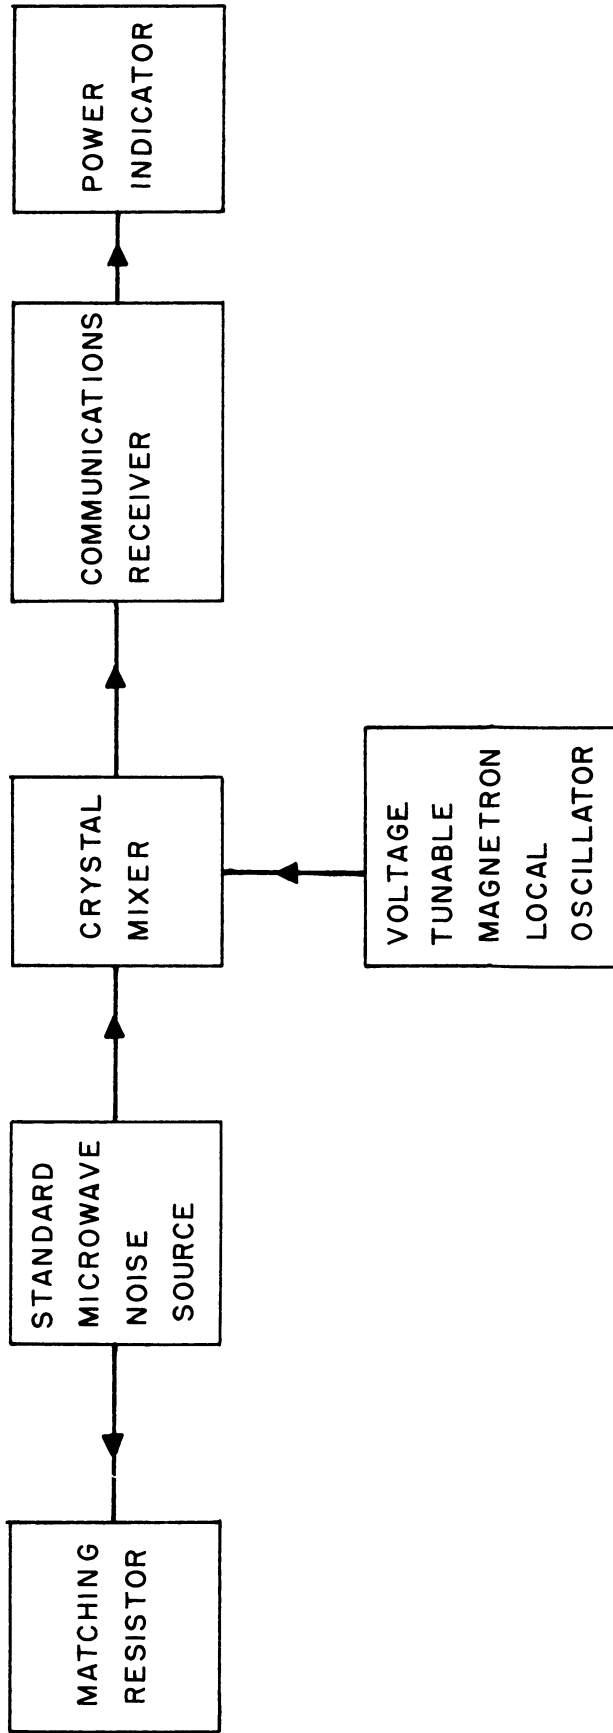 MATCHING
RESISTOR
STANDARD
MICROWAVE
NOISE
SOURCE
CRYSTAL
MIXER
VOLTAGE
TUNABLE
MAGNETRON
LOCAL
OSCILLATOR
COMMUNICATIONS
RECEIVER
POWER
INDICATOR